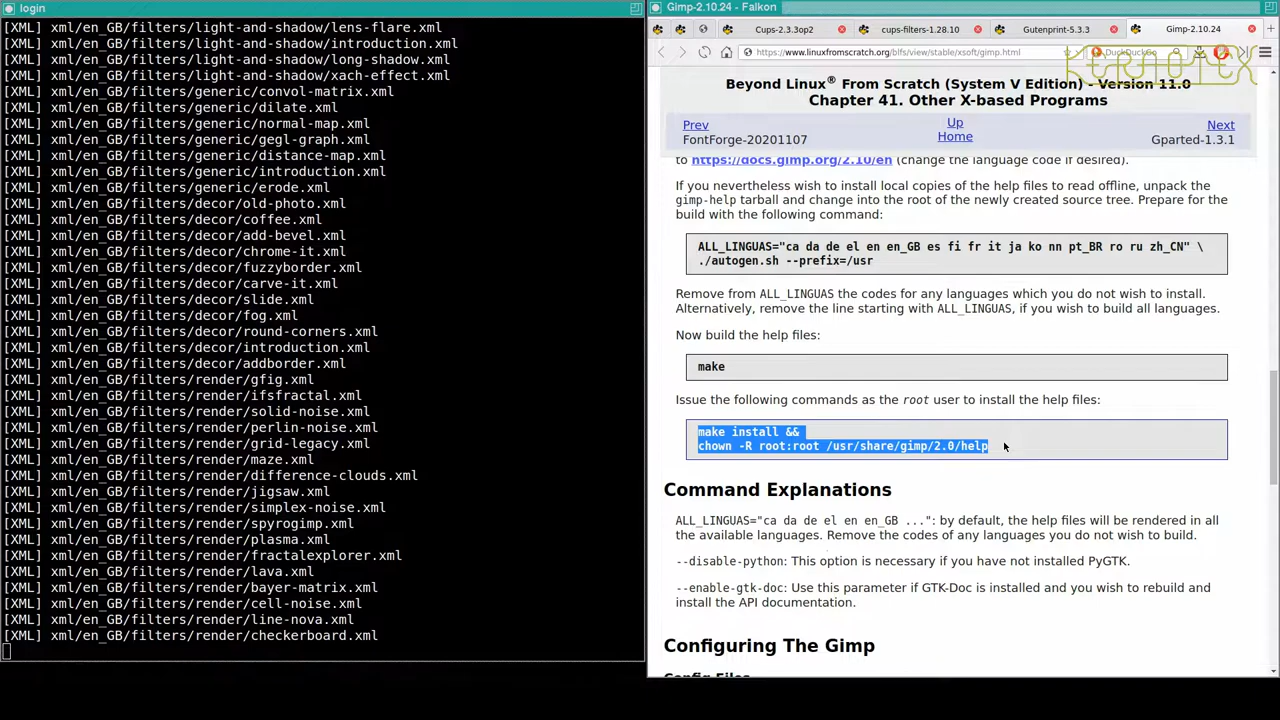 login
[XML] xml/en_GB/filters/light-and-shadow/lens-flare.xml
[XML] xml/en_GB/filters/light-and-shadow/introduction.xml
[XML] xml/en_GB/filters/light-and-shadow/long-shadow.xml
[XML] xml/en_GB/filters/light-and-shadow/xach-effect.xml
[XML] xml/en_GB/filters/generic/convol-matrix.xml
[XML] xml/en_GB/filters/generic/dilate.xml
[XML] xml/en_GB/filters/generic/normal-map.xml
[XML] xml/en_GB/filters/generic/gegl-graph.xml
[XML] xml/en_GB/filters/generic/distance-map.xml
[XML] xml/en_GB/filters/generic/introduction.xml
[XML] xml/en_GB/filters/generic/erode.xml
[XML] xml/en_GB/filters/decor/old-photo.xml
[XML] xml/en_GB/filters/decor/coffee.xml
[XML] xml/en_GB/filters/decor/add-bevel.xml
[XML] xml/en_GB/filters/decor/chrome-it.xml
[XML] xml/en_GB/filters/decor/fuzzyborder.xml
[XML] xml/en_GB/filters/decor/carve-it.xml
[XML] xml/en_GB/filters/decor/slide.xml
[XML] xml/en_GB/filters/decor/fog.xml
[XML] xml/en_GB/filters/decor/round-corners.xml
[XML] xml/en_GB/filters/decor/introduction.xml
[XML] xml/en_GB/filters/decor/addborder.xml
[XML] xml/en_GB/filters/render/gfig.xml
[XML] xml/en_GB/filters/render/ifsfractal.xml
[XML] xml/en_GB/filters/render/solid-noise.xml
[XML] xml/en_GB/filters/render/perlin-noise.xml
[XML] xml/en_GB/filters/render/grid-legacy.xml
[XML] xml/en_GB/filters/render/maze.xml
[XML] xml/en_GB/filters/render/difference-clouds.xml
[XML] xml/en_GB/filters/render/jigsaw.xml
[XML] xml/en_GB/filters/render/simplex-noise.xml
[XML] xml/en_GB/filters/render/spyrogimp.xml
[XML] xml/en_GB/filters/render/plasma.xml
[XML] xml/en_GB/filters/render/fractalexplorer.xml
[XML] xml/en_GB/filters/render/lava.xml
[XML] xml/en_GB/filters/render/bayer-matrix.xml
[XML] xml/en_GB/filters/render/cell-noise.xml
[XML] xml/en_GB/filters/render/line-nova.xml
[XML] xml/en_GB/filters/render/checkerboard.xml
Gimp-2.10.24 - Falkon
Cups-2.3.3op2 cups-filters-1.28.10 Gutenprint-5.3.3 Gimp-2.10.24
https://www.linuxfromscratch.org/blfs/view/stable/xsoft/gimp.html DuckDuckGo
KERNOTEX
Beyond Linux® From Scratch (System V Edition) - Version 11.0
Chapter 41. Other X-based Programs
Prev Up Next
FontForge-20201107 Home Gparted-1.3.1
to https://docs.gimp.org/2.10/en (change the language code if desired).
If you nevertheless wish to install local copies of the help files to read offline, unpack the
gimp-help tarball and change into the root of the newly created source tree. Prepare for the
build with the following command:
ALL_LINGUAS="ca da de el en en_GB es fi fr it ja ko nn pt_BR ro ru zh_CN" \
./autogen.sh --prefix=/usr
Remove from ALL_LINGUAS the codes for any languages which you do not wish to install.
Alternatively, remove the line starting with ALL_LINGUAS, if you wish to build all languages.
Now build the help files:
make
Issue the following commands as the root user to install the help files:
make install &&
chown -R root:root /usr/share/gimp/2.0/help
Command Explanations
ALL_LINGUAS="ca da de el en en_GB ...": by default, the help files will be rendered in all
the available languages. Remove the codes of any languages you do not wish to build.
--disable-python: This option is necessary if you have not installed PyGTK.
--enable-gtk-doc: Use this parameter if GTK-Doc is installed and you wish to rebuild and
install the API documentation.
Configuring The Gimp
Config Files